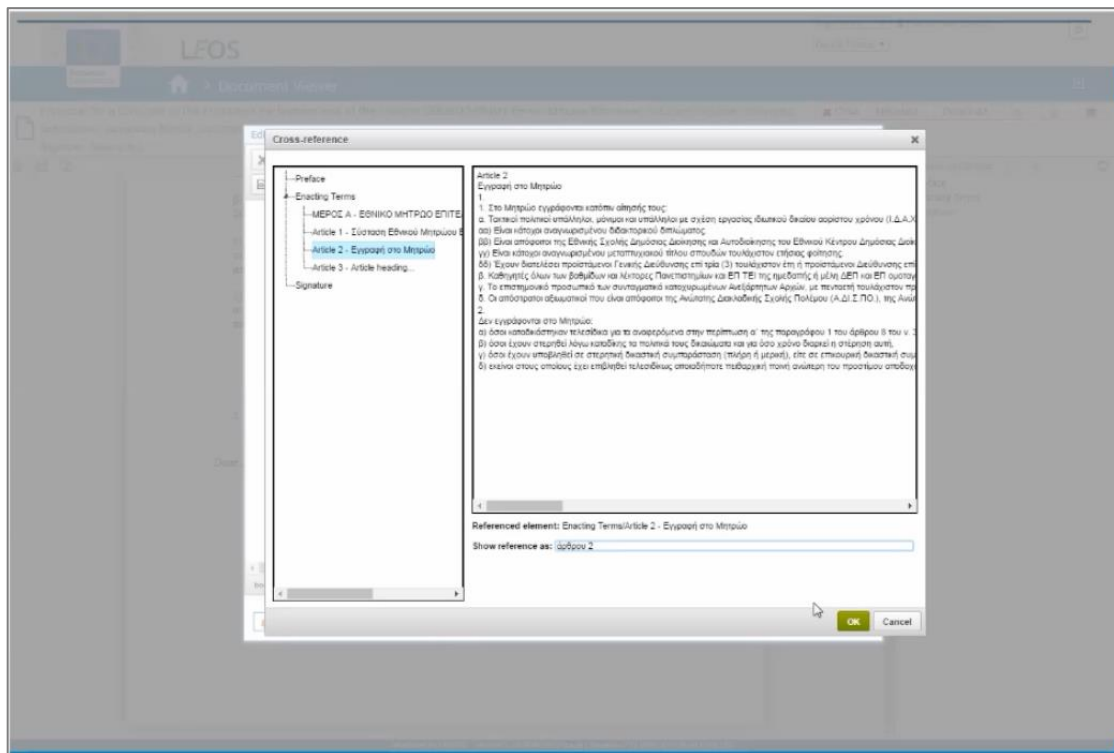 LEOS
Document Viewer
Cross-reference
Preface
Enacting Terms
ΜΕΡΟΣ Α - ΕΘΝΙΚΟ ΜΗΤΡΩΟ ΕΠΙΤΕΛ
Article 1 - Σύσταση Εθνικού Μητρώου Ε
Article 2 - Εγγραφή στο Μητρώο
Article 3 - Article heading...
Signature
Article 2
Εγγραφή στο Μητρώο
1.
1. Στο Μητρώο εγγράφονται κατόπιν αίτησής τους:
α. Τακτικοί πολιτικοί υπάλληλοι, μόνιμοι και υπάλληλοι με σχέση εργασίας ιδιωτικού δικαίου αορίστου χρόνου (Ι.Δ.Α.Χ
αα) Είναι κάτοχοι αναγνωρισμένου διδακτορικού διπλώματος.
ββ) Είναι απόφοιτοι της Εθνικής Σχολής Δημόσιας Διοίκησης και Αυτοδιοίκησης του Εθνικού Κέντρου Δημόσιας Διοίκ
γγ) Είναι κάτοχοι αναγνωρισμένου μεταπτυχιακού τίτλου σπουδών τουλάχιστον ετήσιας φοίτησης.
δδ) Έχουν διατελέσει προϊστάμενοι Γενικής Διεύθυνσης επί τρία (3) τουλάχιστον έτη ή προϊστάμενοι Διεύθυνσης επί
β. Καθηγητές όλων των βαθμίδων και λέκτορες Πανεπιστημίων και ΕΠ ΤΕΙ της ημεδαπής ή μέλη ΔΕΠ και ΕΠ ομοταγ
γ. Το επιστημονικό προσωπικό των συνταγματικά κατοχυρωμένων Ανεξάρτητων Αρχών, με πενταετή τουλάχιστον πρ
δ. Οι απόστρατοι αξιωματικοί που είναι απόφοιτοι της Ανώτατης Διακλαδικής Σχολής Πολέμου (Α.ΔΙ.Σ.ΠΟ.), της Ανώ
2.
Δεν εγγράφονται στο Μητρώο:
α) όσοι καταδικάστηκαν τελεσίδικα για τα αναφερόμενα στην περίπτωση α΄ της παραγράφου 1 του άρθρου 8 του ν. 3
β) όσοι έχουν στερηθεί λόγω καταδίκης τα πολιτικά τους δικαιώματα και για όσο χρόνο διαρκεί η στέρηση αυτή,
γ) όσοι έχουν υποβληθεί σε στερητική δικαστική συμπαράσταση (πλήρη ή μερική), είτε σε επικουρική δικαστική συμ
δ) εκείνοι στους οποίους έχει επιβληθεί τελεσιδίκως οποιαδήποτε πειθαρχική ποινή ανώτερη του προστίμου αποδοχ
Referenced element: Enacting Terms/Article 2 - Εγγραφή στο Μητρώο
Show reference as: άρθρου 2
OK
Cancel